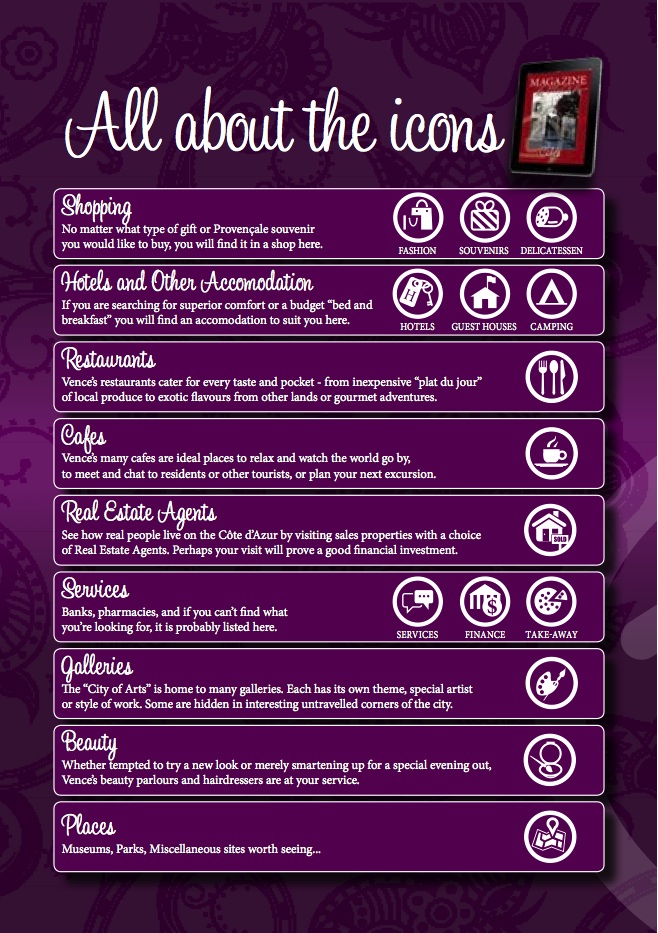 All about the icons
MAGAZINE
Shopping
No matter what type of gift or Provençale souvenir
you would like to buy, you will find it in a shop here.
FASHION SOUVENIRS DELICATESSEN
Hotels and Other Accomodation
If you are searching for superior comfort or a budget “bed and
breakfast” you will find an accomodation to suit you here.
H
HOTELS GUEST HOUSES CAMPING
Restaurants
Vence’s restaurants cater for every taste and pocket - from inexpensive “plat du jour”
of local produce to exotic flavours from other lands or gourmet adventures.
Cafes
Vence’s many cafes are ideal places to relax and watch the world go by,
to meet and chat to residents or other tourists, or plan your next excursion.
Real Estate Agents
See how real people live on the Côte d’Azur by visiting sales properties with a choice
of Real Estate Agents. Perhaps your visit will prove a good financial investment.
SOLD
Services
Banks, pharmacies, and if you can’t find what
you’re looking for, it is probably listed here.
$
SERVICES FINANCE TAKE-AWAY
Galleries
The “City of Arts” is home to many galleries. Each has its own theme, special artist
or style of work. Some are hidden in interesting untravelled corners of the city.
Beauty
Whether tempted to try a new look or merely smartening up for a special evening out,
Vence’s beauty parlours and hairdressers are at your service.
Places
Museums, Parks, Miscellaneous sites worth seeing...